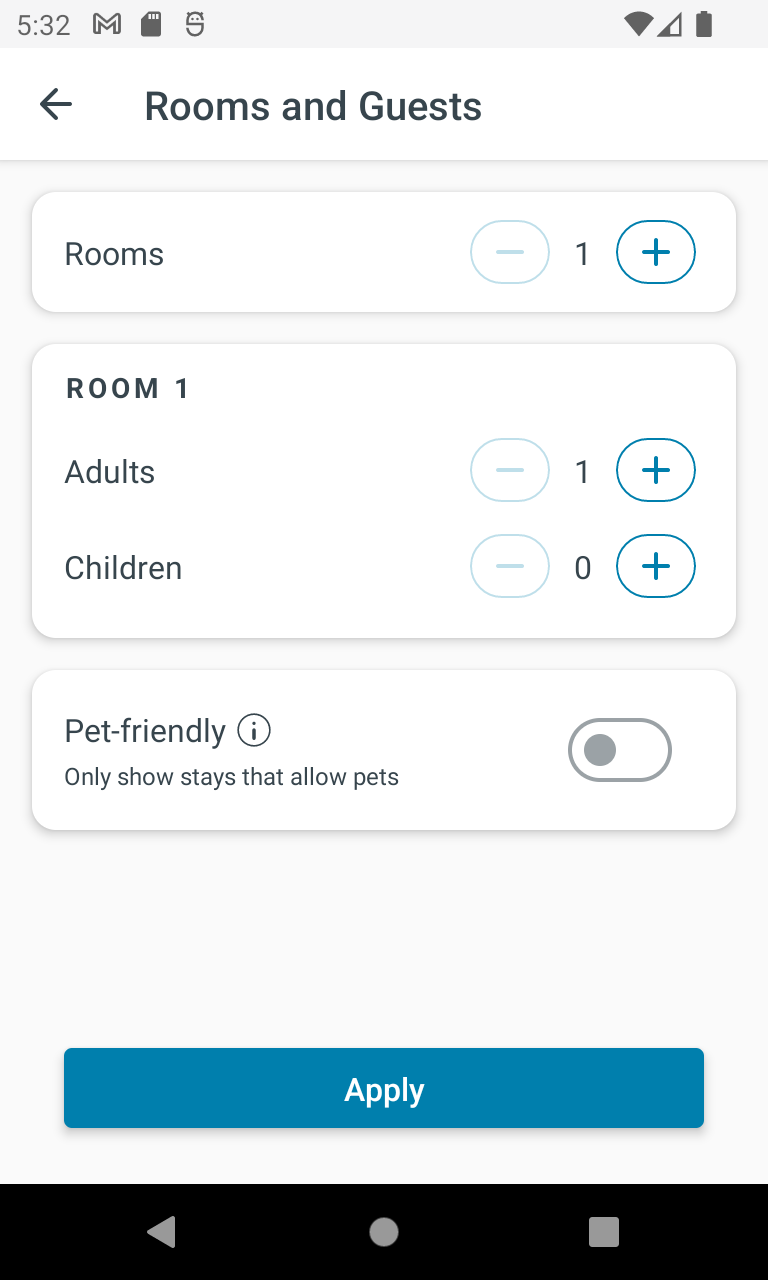 5:32
Rooms and Guests
Rooms
1
ROOM 1
Adults
1
Children
0
Pet-friendly
Only show stays that allow pets
Apply